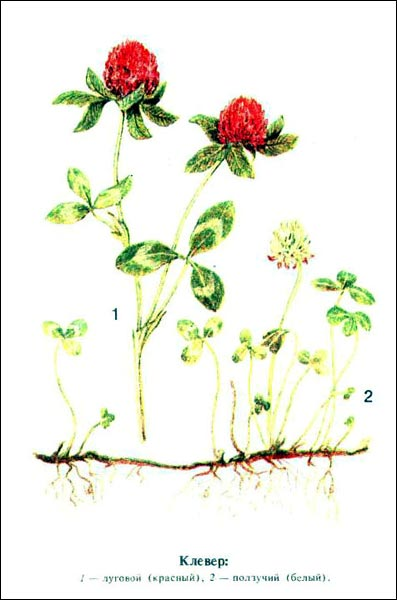 1
2
Клевер:
1 — луговой (красный), 2 — ползучий (белый).